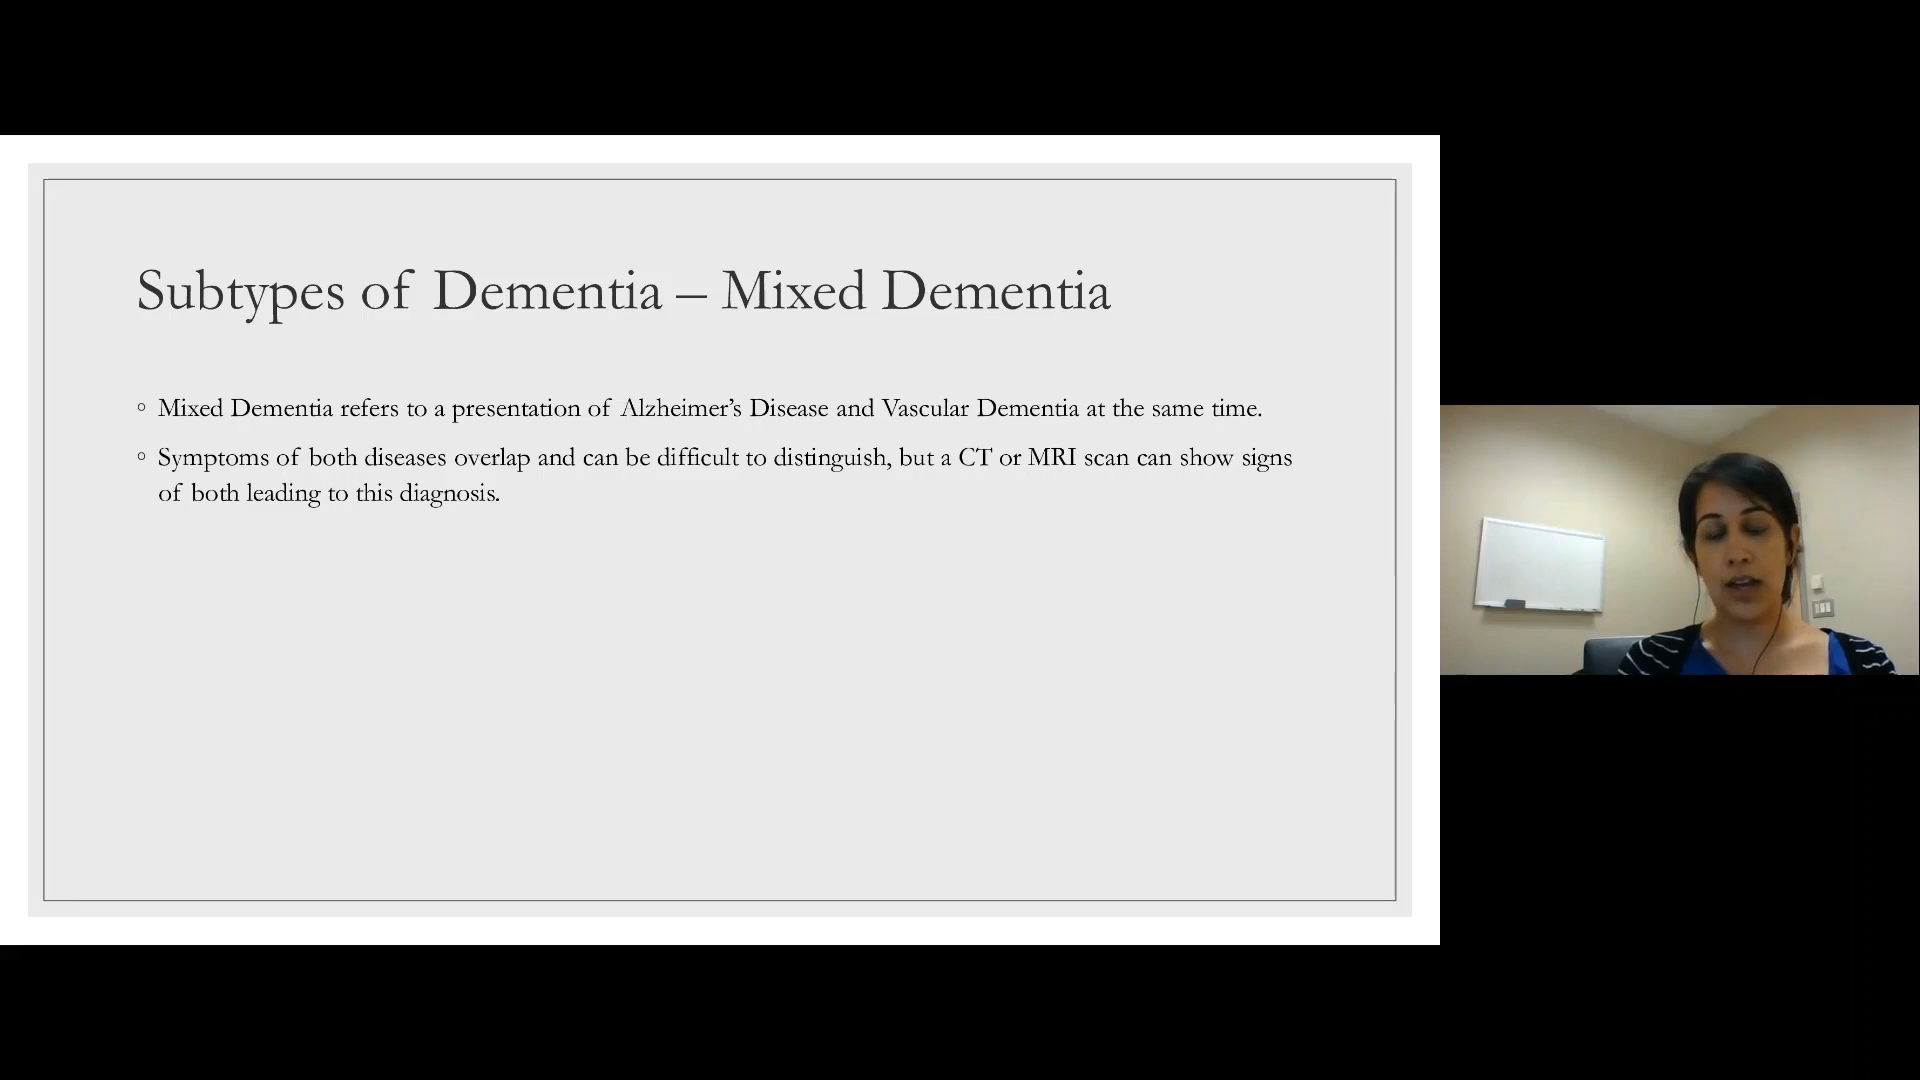 Subtypes of Dementia – Mixed Dementia
◦ Mixed Dementia refers to a presentation of Alzheimer’s Disease and Vascular Dementia at the same time.
◦ Symptoms of both diseases overlap and can be difficult to distinguish, but a CT or MRI scan can show signs
of both leading to this diagnosis.